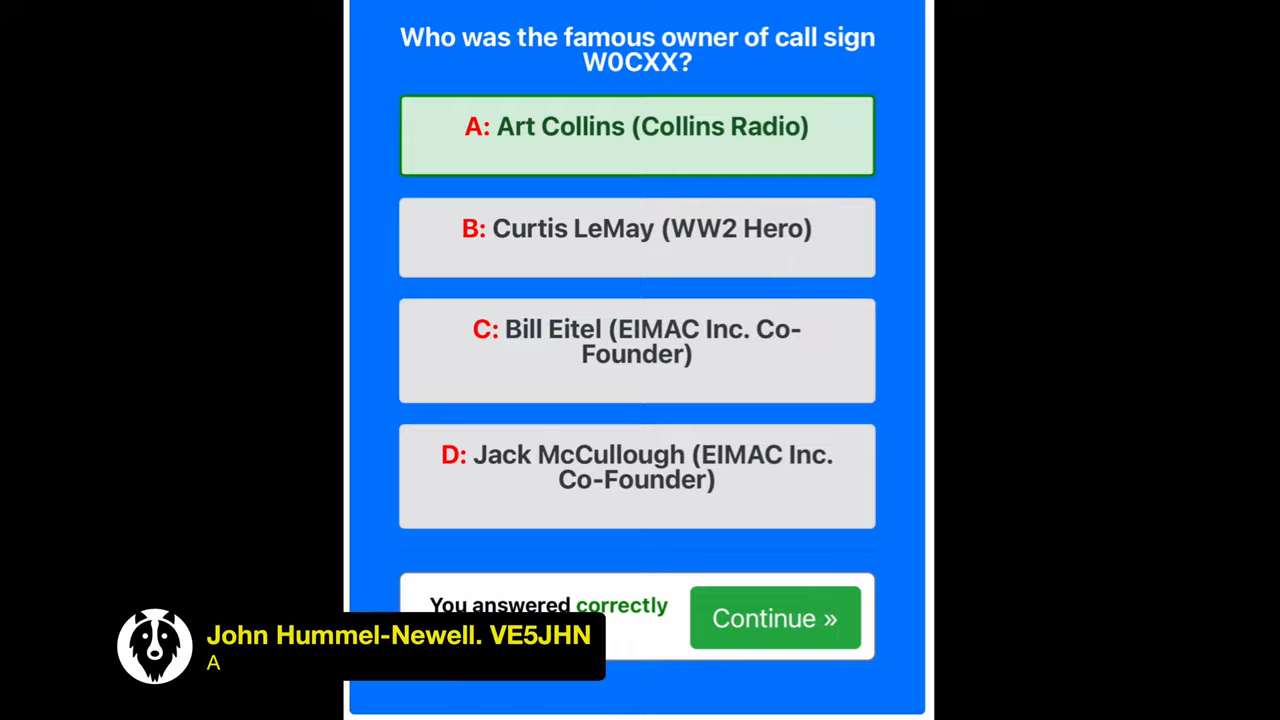 Who was the famous owner of call sign
W0CXX?
A: Art Collins (Collins Radio)
B: Curtis LeMay (WW2 Hero)
C: Bill Eitel (EIMAC Inc. Co-
Founder)
D: Jack McCullough (EIMAC Inc.
Co-Founder)
You answered correctly
Continue »
John Hummel-Newell. VE5JHN
A